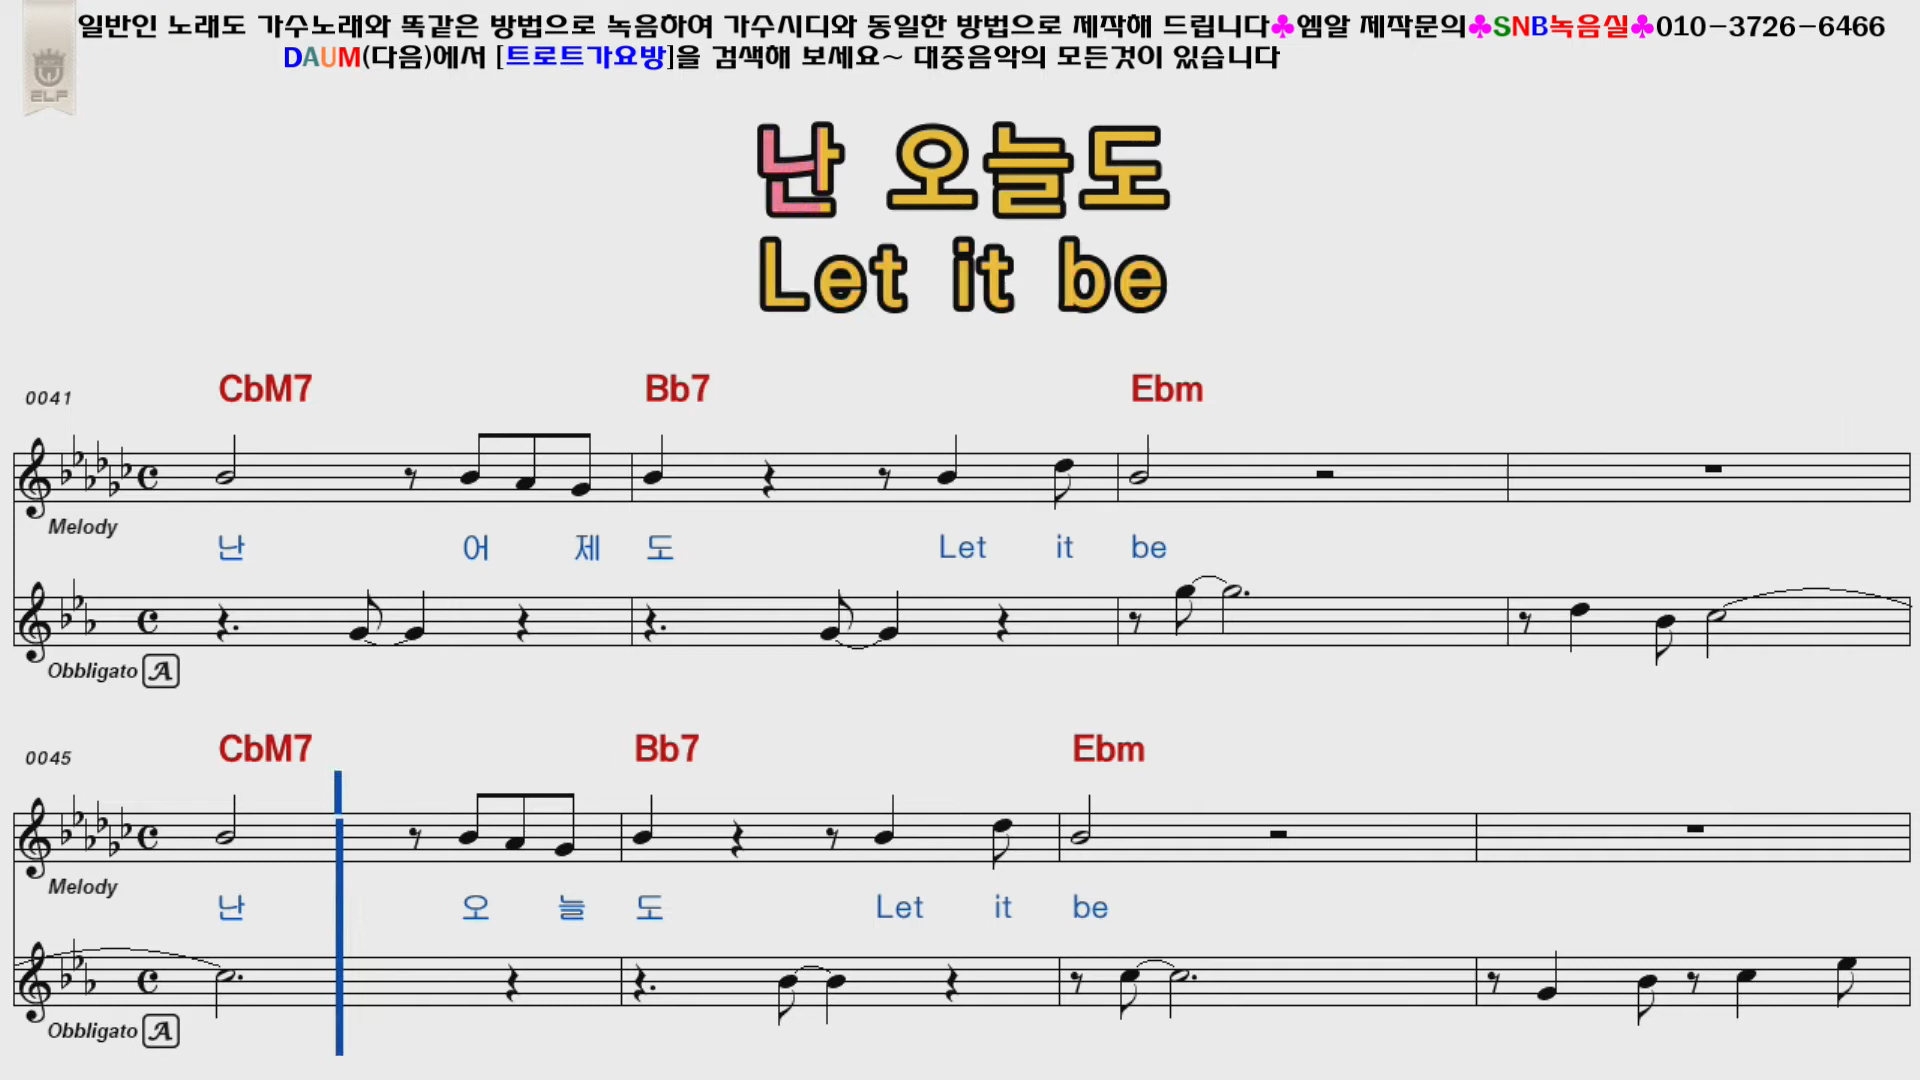 일반인 노래도 가수노래와 똑같은 방법으로 녹음하여 가수시디와 동일한 방법으로 제작해 드립니다♣엠알 제작문의♣SNB녹음실♣010-3726-6466
DAUM(다음)에서 [트로트가요방]을 검색해 보세요~ 대중음악의 모든것이 있습니다
ELF
난 오늘도
Let it be
0041 CbM7 Bb7 Ebm
Melody
난 어 제 도 Let it be
Obbligato A
0045 CbM7 Bb7 Ebm
Melody
난 오 늘 도 Let it be
Obbligato A